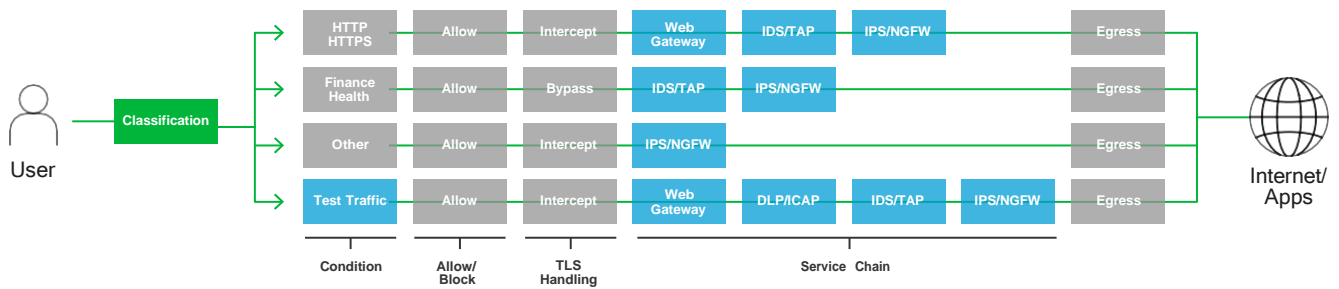 User
Classification
HTTP
HTTPS
Allow
Intercept
Web
Gateway
IDS/TAP
IPS/NGFW
Egress
Finance
Health
Allow
Bypass
IDS/TAP
IPS/NGFW
Egress
Other
Allow
Intercept
IPS/NGFW
Egress
Test Traffic
Allow
Intercept
Web
Gateway
DLP/ICAP
IDS/TAP
IPS/NGFW
Egress
Internet/
Apps
Condition
Allow/
Block
TLS
Handling
Service Chain